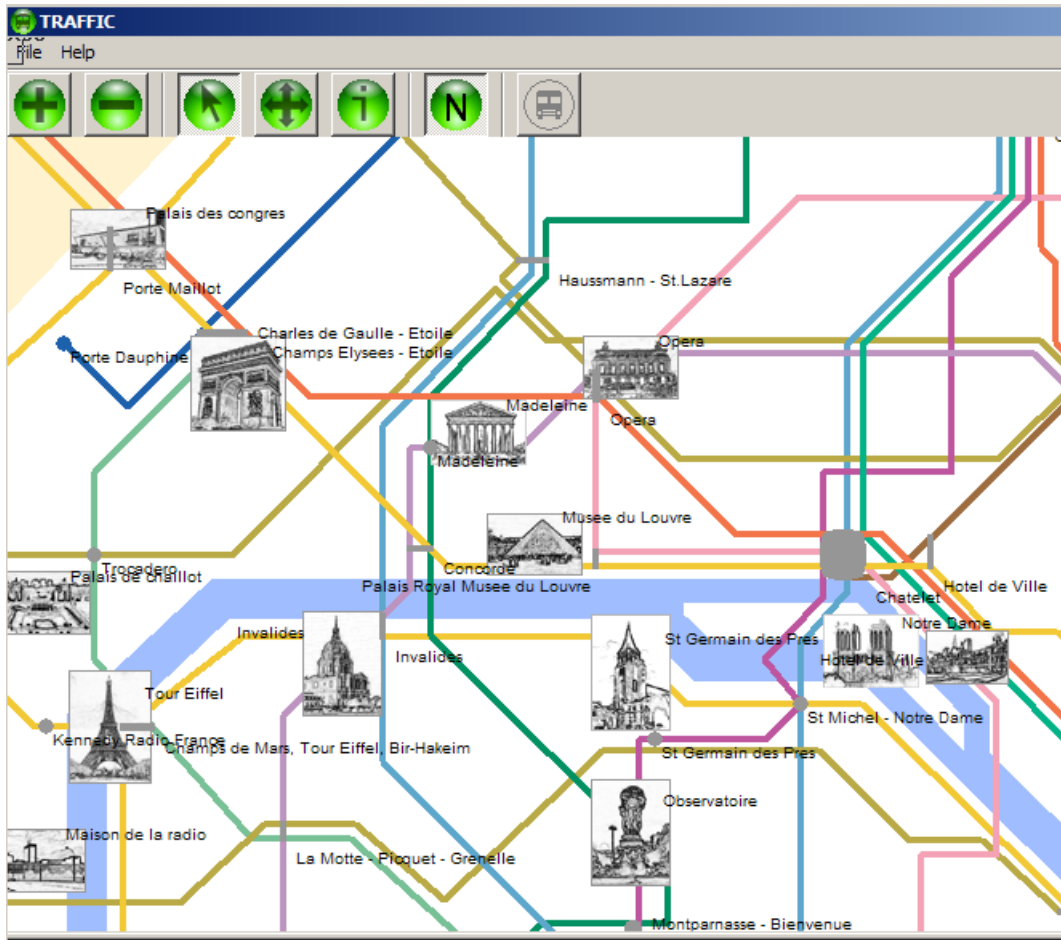 TRAFFIC
File Help
N
Palais des congres
Porte Maillot
Haussmann - St.Lazare
Charles de Gaulle - Etoile
Champs Elysees - Etoile
Porte Dauphine
Opera
Madeleine
Opera
Madeleine
Musee du Louvre
Concorde
Trocadero
Palais de chaillot
Palais Royal Musee du Louvre
Hotel de Ville
Chatelet
Notre Dame
Invalides
St Germain des Pres
Invalides
Hotel de Ville
Tour Eiffel
St Michel - Notre Dame
Kennedy Radio France
Champs de Mars, Tour Eiffel, Bir-Hakeim
St Germain des Pres
Observatoire
Maison de la radio
La Motte - Picquet - Grenelle
Montparnasse - Bienvenue